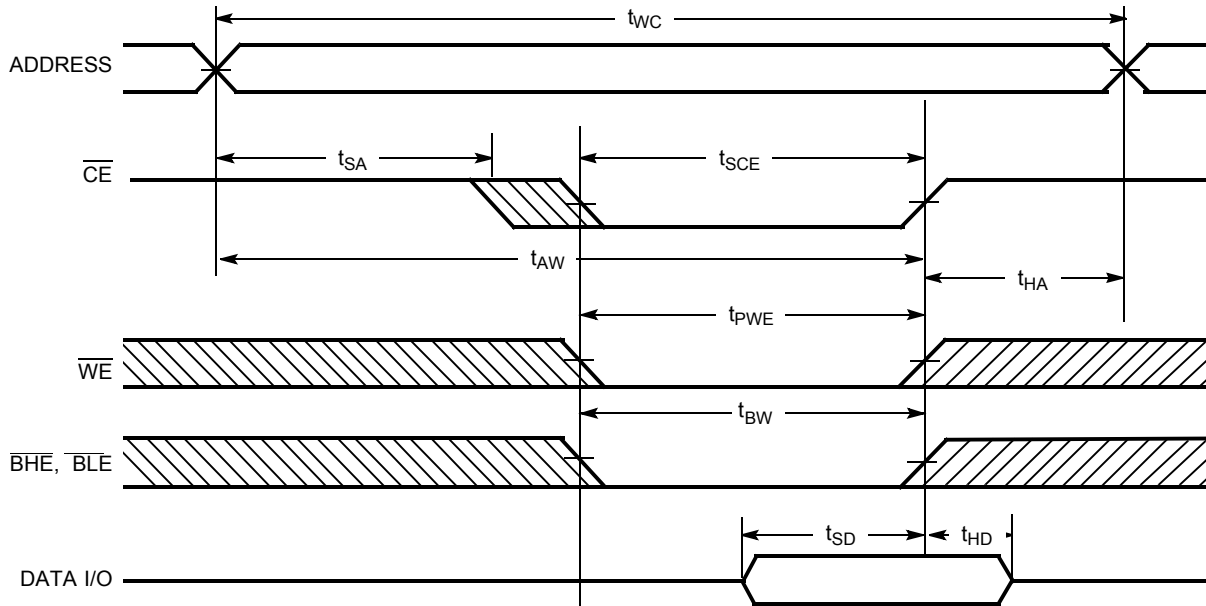 tWC
ADDRESS
tSA
tSCE
CE
tAW
tHA
tPWE
WE
tBW
BHE, BLE
tSD
tHD
DATA I/O